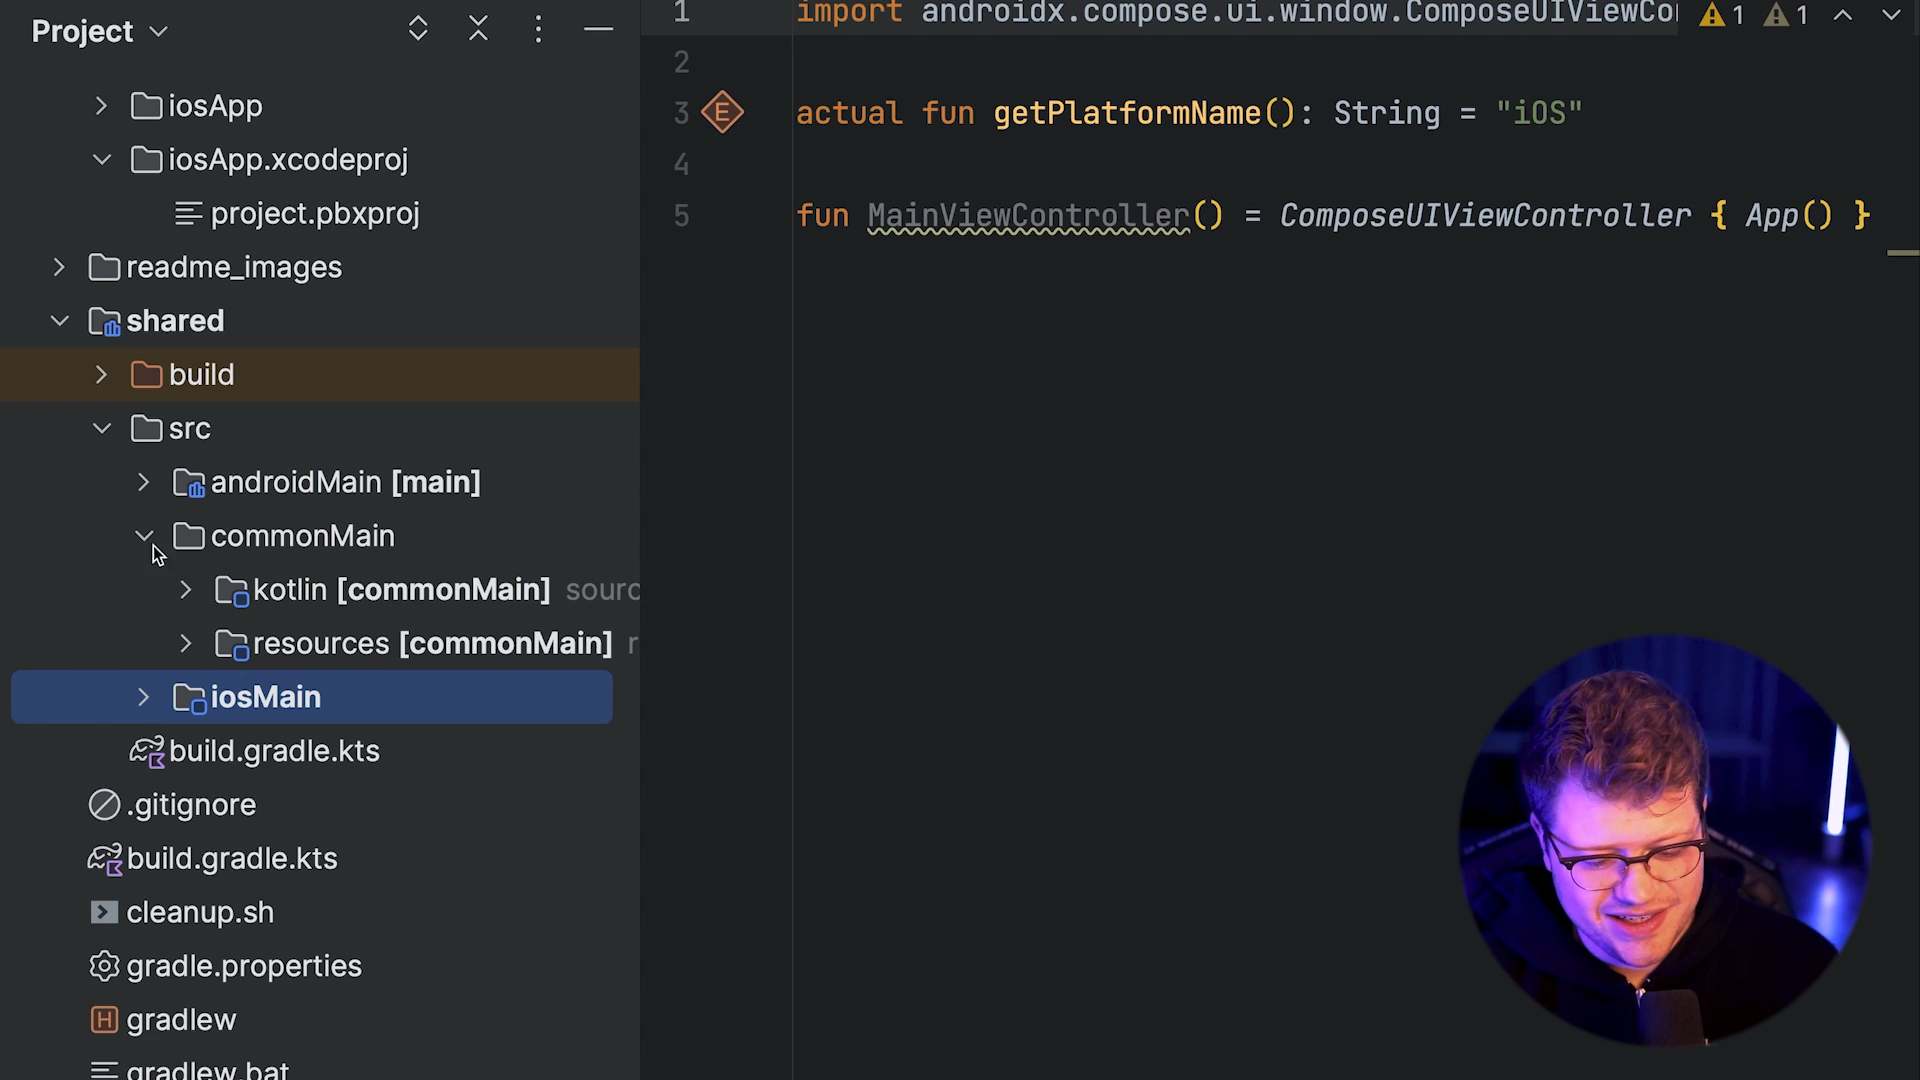 Project
iosApp
iosApp.xcodeproj
project.pbxproj
readme_images
shared
build
src
androidMain [main]
commonMain
kotlin [commonMain]
resources [commonMain]
iosMain
build.gradle.kts
.gitignore
build.gradle.kts
cleanup.sh
gradle.properties
gradlew
gradlew.bat
1 import androidx.compose.ui.window. 1 1
2
3 E actual fun getPlatformName(): String = "iOS"
4
5 fun MainViewController() = ComposeUIViewController { App() }